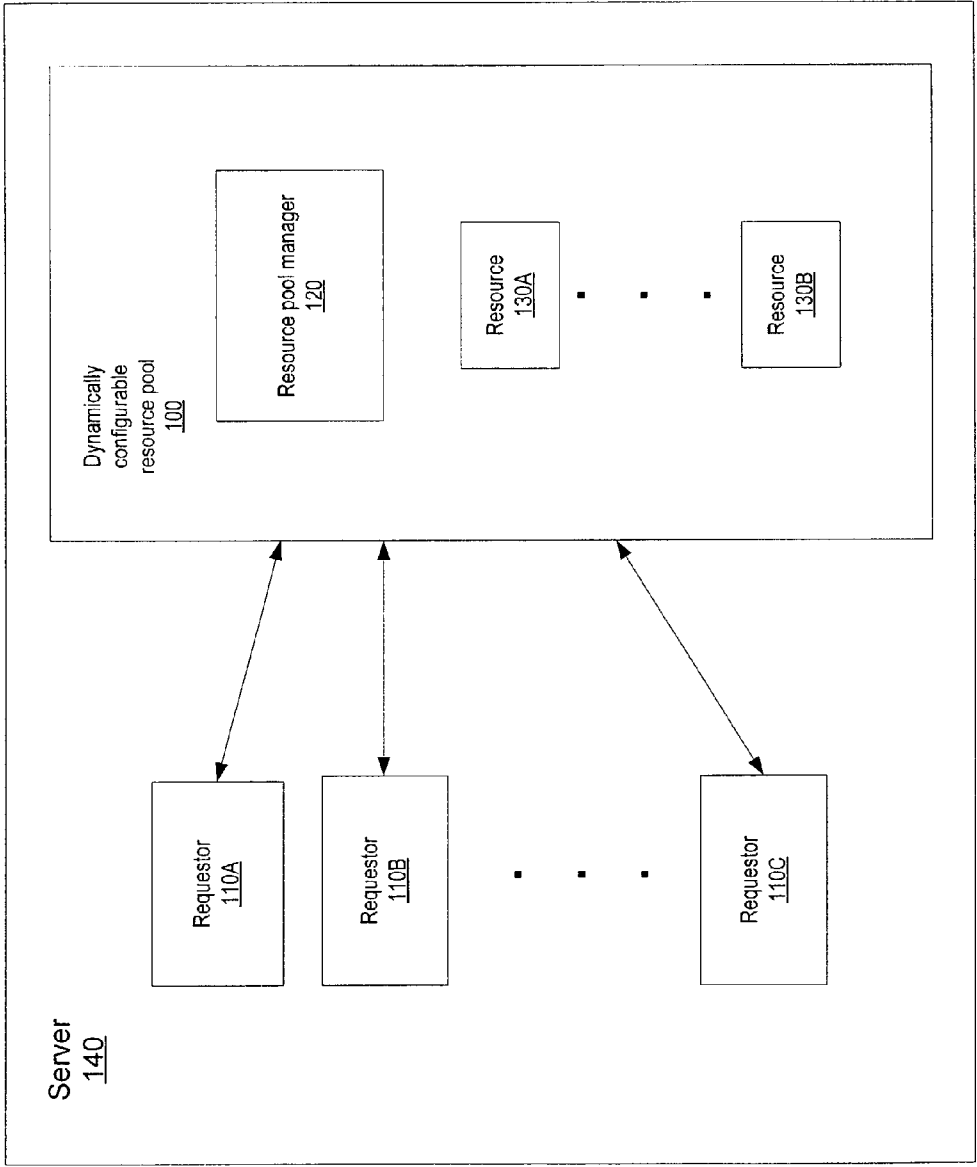 Server
140
Requestor
110A
Requestor
110B
Requestor
110C
Dynamically
configurable
resource pool
100
Resource pool manager
120
Resource
130A
Resource
130B